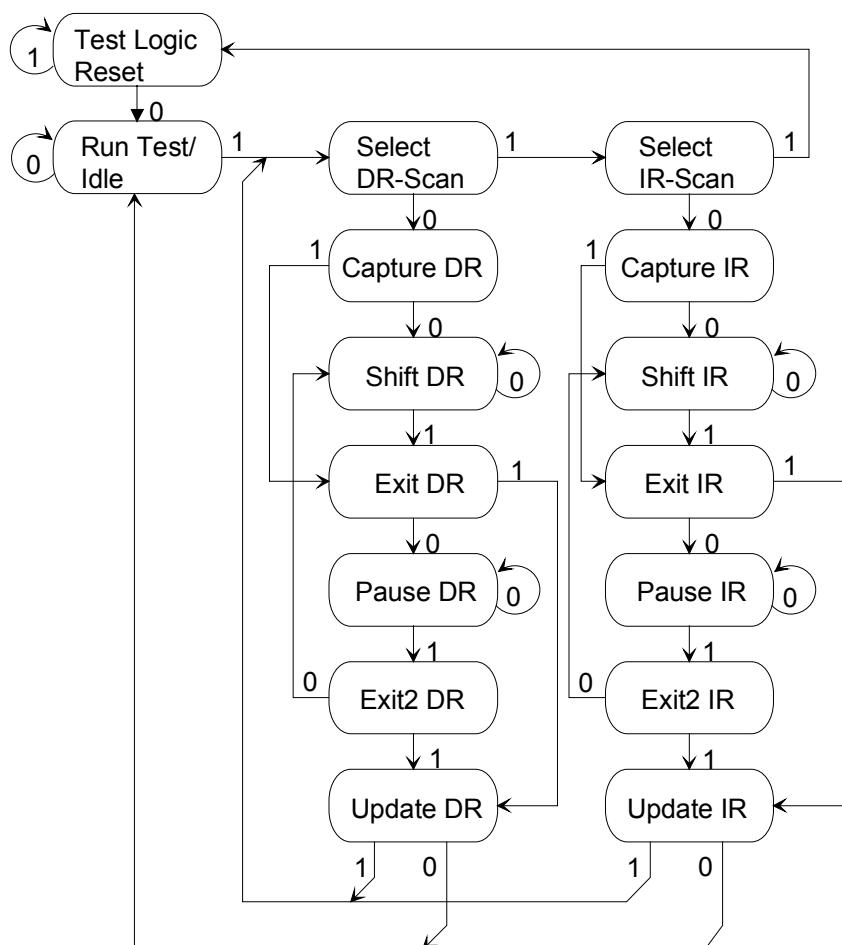 Test Logic
Reset
1
0
Run Test/
Idle
0
1
Select
DR-Scan
1
Select
IR-Scan
1
0
0
1
Capture DR
1
Capture IR
0
0
Shift DR
0
Shift IR
0
1
1
Exit DR
1
Exit IR
1
0
0
Pause DR
0
Pause IR
0
1
1
0
Exit2 DR
0
Exit2 IR
1
1
Update DR
Update IR
1
0
1
0